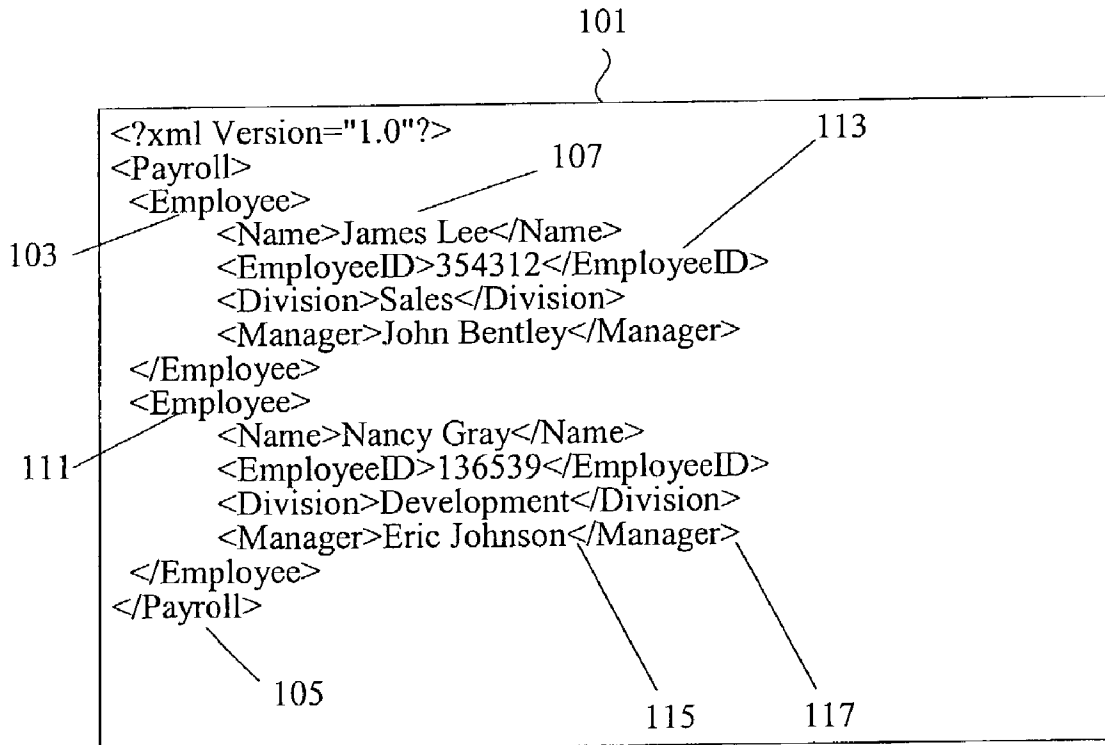 101
<?xml Version="1.0"?>
113
<Payroll>
107
<Employee>
<Name>James Lee</Name>
103
<EmployeeID>354312</EmployeeID>
<Division>Sales</Division>
<Manager>John Bentley</Manager>
</Employee>
<Employee>
<Name>Nancy Gray</Name>
111
<EmployeeID>136539</EmployeeID>
<Division>Development</Division>
<Manager>Eric Johnson</Manager>
</Employee>
</Payroll>
105
115
117